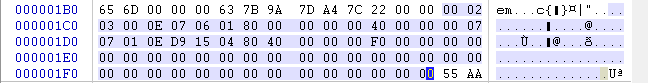 000001B0 65 6D 00 00 00 63 7B 9A 7D A4 7C 22 00 00 00 02 em...c{▮}¤|"....
000001C0 03 00 0E 07 06 01 80 00 00 00 40 00 00 00 00 07
000001D0 07 01 0E D9 15 04 80 40 00 00 00 F0 00 00 00 00
000001E0 00 00 00 00 00 00 00 00 00 00 00 00 00 00 00 00 ................
000001F0 00 00 00 00 00 00 00 00 00 00 00 00 00 00 55 AA ..............Uª